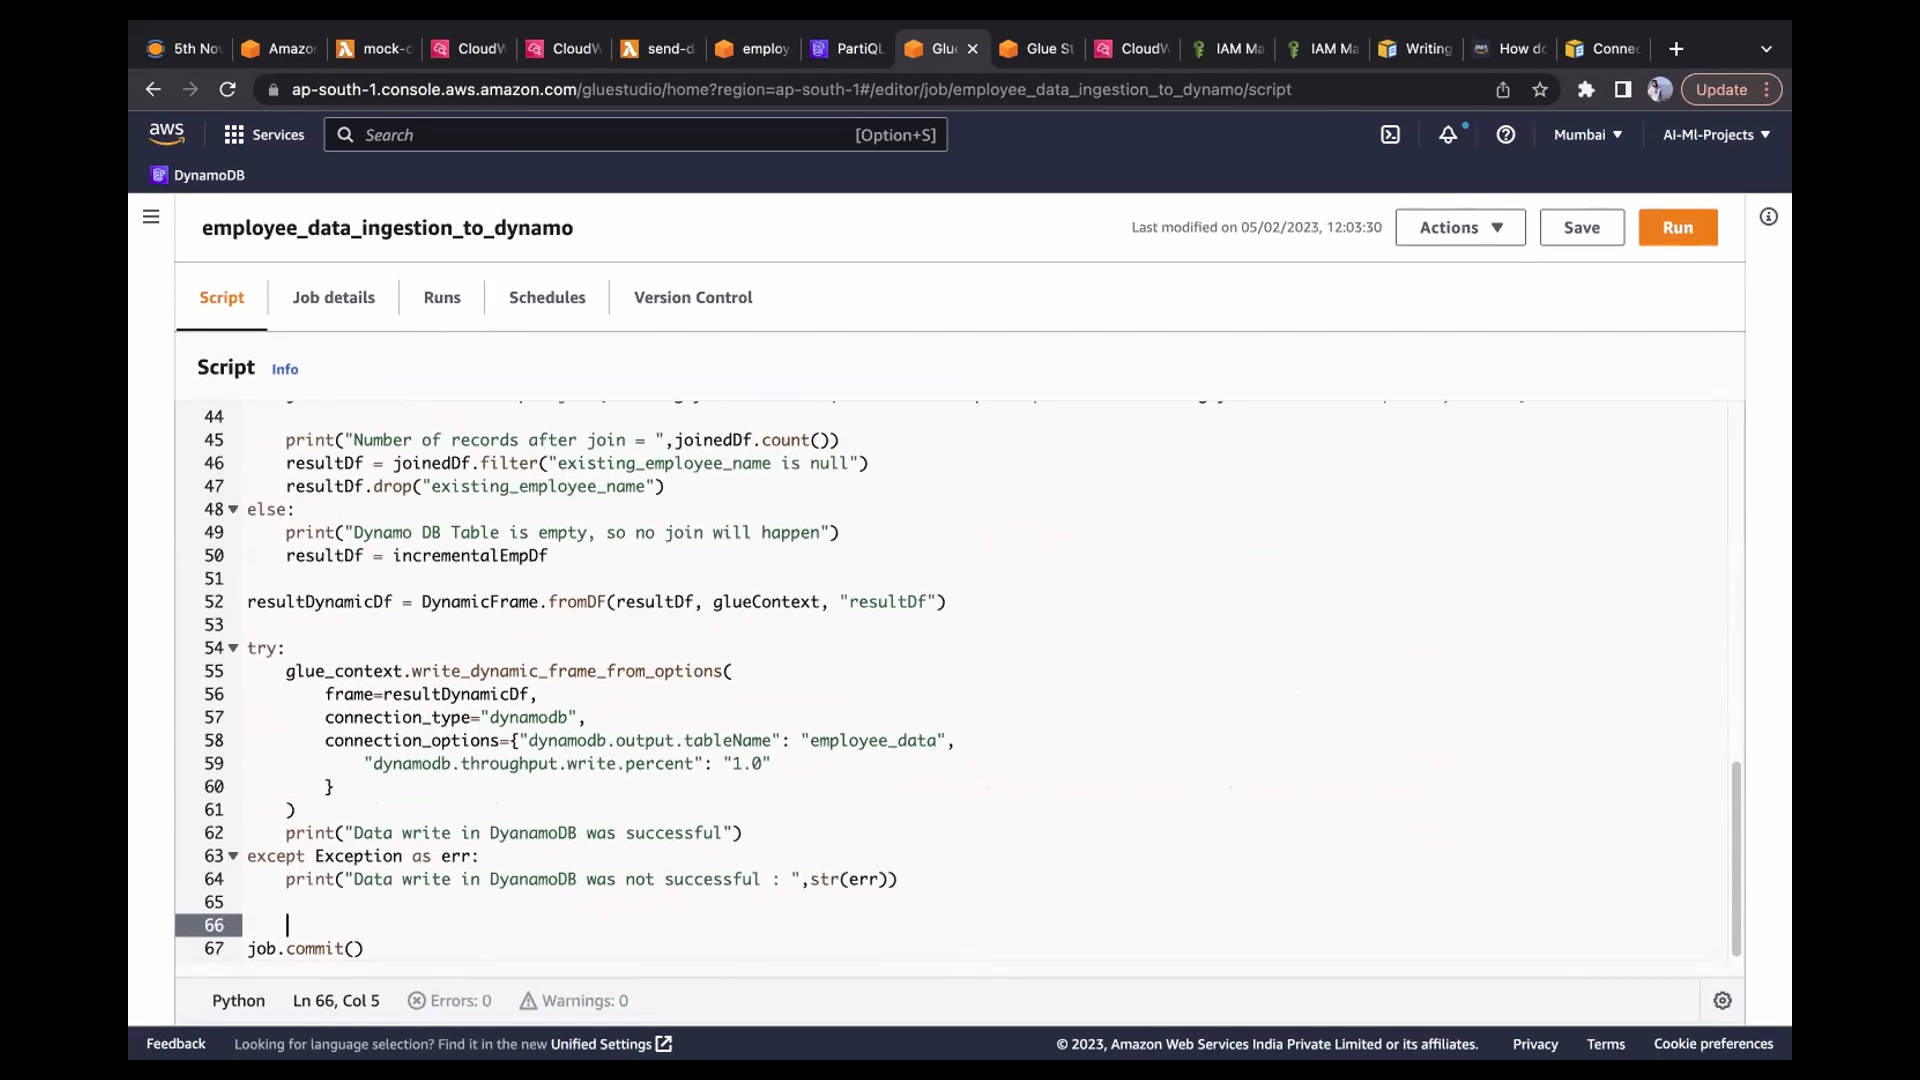 5th No
Amazo
mock-
CloudW
CloudW
send-d
employ
PartiQL
Glue
Glue St
CloudW
IAM Ma
IAM Ma
Writing
How do
Connec
ap-south-1.console.aws.amazon.com/gluestudio/home?region=ap-south-1#/editor/job/employee_data_ingestion_to_dynamo/script
Update
aws
Services
Search
[Option+S]
Mumbai
AI-Ml-Projects
DynamoDB
employee_data_ingestion_to_dynamo
Last modified on 05/02/2023, 12:03:30
Actions
Save
Run
Script
Job details
Runs
Schedules
Version Control
Script Info
44
45 print("Number of records after join = ",joinedDf.count())
46 resultDf = joinedDf.filter("existing_employee_name is null")
47 resultDf.drop("existing_employee_name")
48 else:
49 print("Dynamo DB Table is empty, so no join will happen")
50 resultDf = incrementalEmpDf
51
52 resultDynamicDf = DynamicFrame.fromDF(resultDf, glueContext, "resultDf")
53
54 try:
55 glue_context.write_dynamic_frame_from_options(
56 frame=resultDynamicDf,
57 connection_type="dynamodb",
58 connection_options={"dynamodb.output.tableName": "employee_data",
59 "dynamodb.throughput.write.percent": "1.0"
60 }
61 )
62 print("Data write in DyanamoDB was successful")
63 except Exception as err:
64 print("Data write in DyanamoDB was not successful : ",str(err))
65
66
67 job.commit()
Python
Ln 66, Col 5
Errors: 0
Warnings: 0
Feedback
Looking for language selection? Find it in the new Unified Settings
© 2023, Amazon Web Services India Private Limited or its affiliates.
Privacy
Terms
Cookie preferences